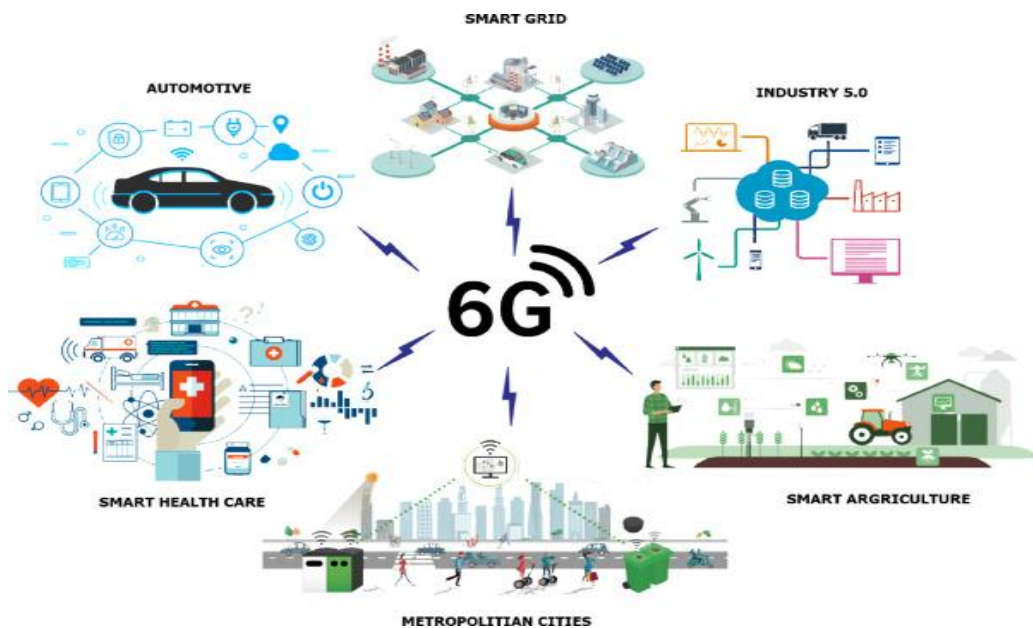 SMART GRID
AUTOMOTIVE
INDUSTRY 5.0
6G
SMART HEALTH CARE
SMART ARGRICULTURE
METROPOLITIAN CITIES